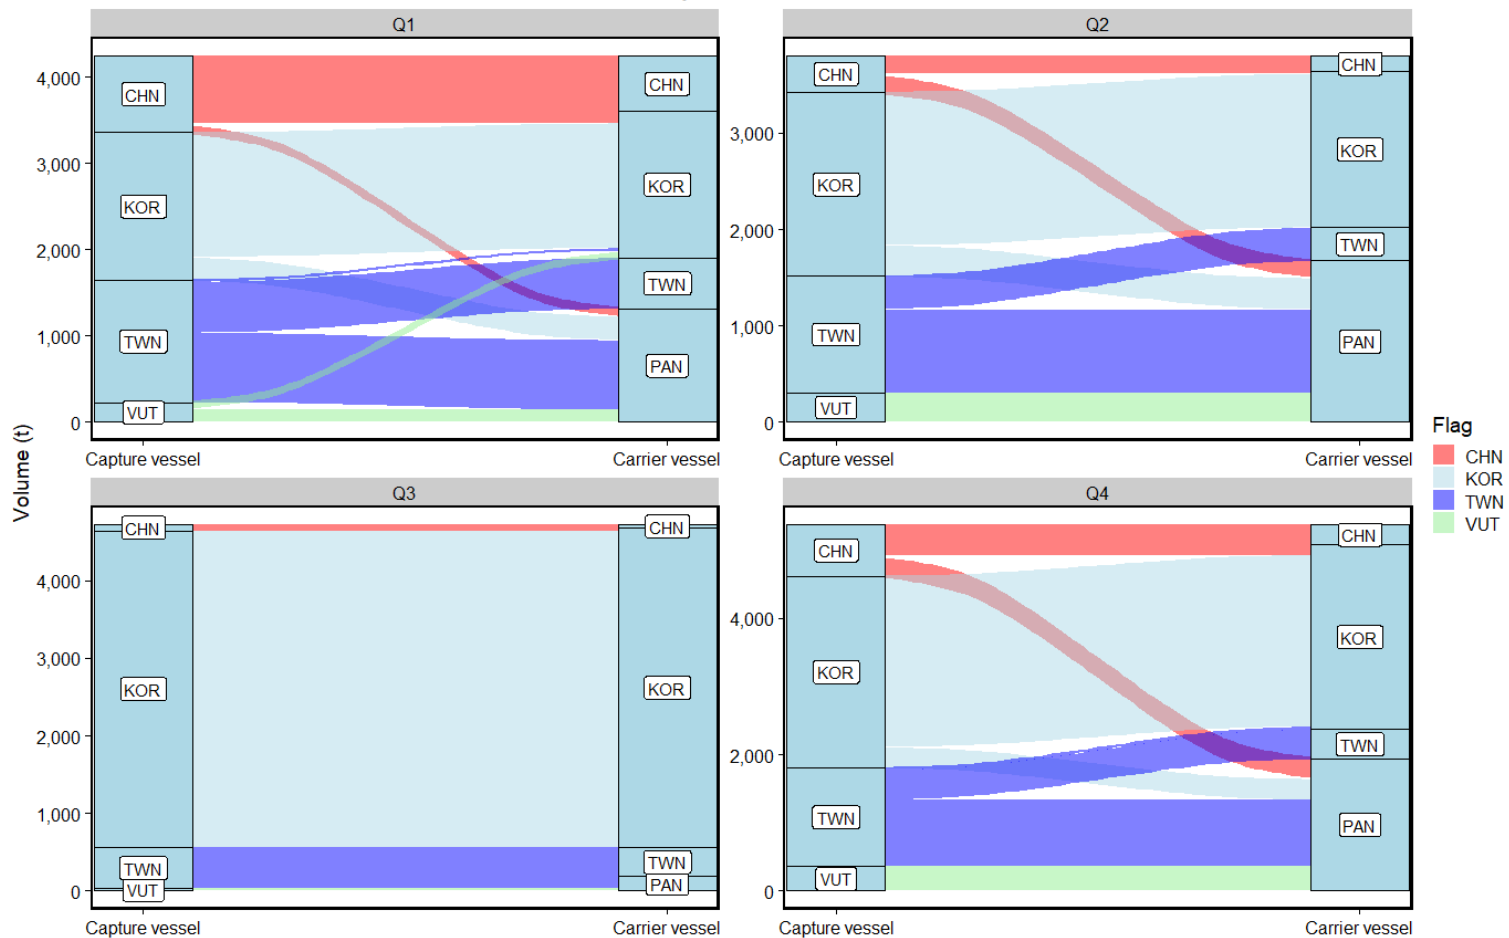 Q1
4,000
3,000
2,000
1,000
0
CHN
KOR
TWN
VUT
CHN
KOR
TWN
PAN
Capture vessel
Carrier vessel
Q2
3,000
2,000
1,000
0
CHN
KOR
TWN
VUT
CHN
KOR
TWN
PAN
Capture vessel
Carrier vessel
Volume (t)
Q3
4,000
3,000
2,000
1,000
0
CHN
KOR
TWN
VUT
CHN
KOR
TWN
PAN
Capture vessel
Carrier vessel
Q4
4,000
2,000
0
CHN
KOR
TWN
VUT
CHN
KOR
TWN
PAN
Capture vessel
Carrier vessel
Flag
CHN
KOR
TWN
VUT